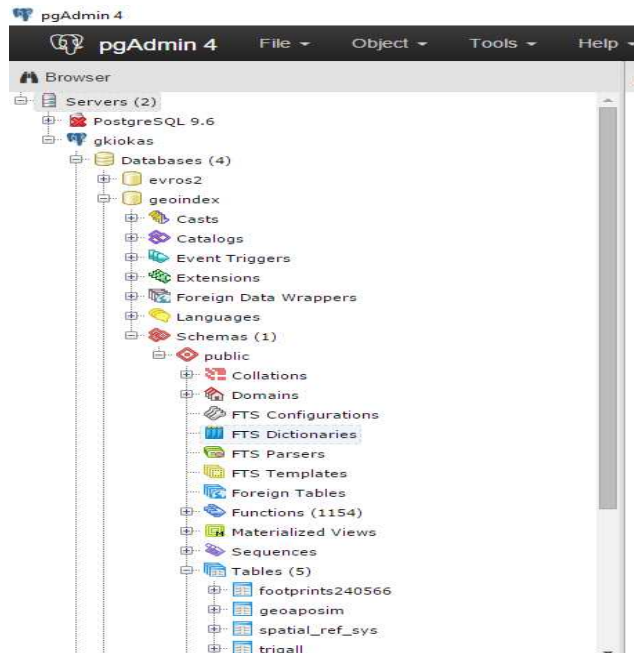 pgAdmin 4
pgAdmin 4 File Object Tools Help
Browser
Servers (2)
PostgreSQL 9.6
gkiokas
Databases (4)
evros2
geoindex
Casts
Catalogs
Event Triggers
Extensions
Foreign Data Wrappers
Languages
Schemas (1)
public
Collations
Domains
FTS Configurations
FTS Dictionaries
FTS Parsers
FTS Templates
Foreign Tables
Functions (1154)
Materialized Views
Sequences
Tables (5)
footprints240566
geoaposim
spatial_ref_sys
trigall